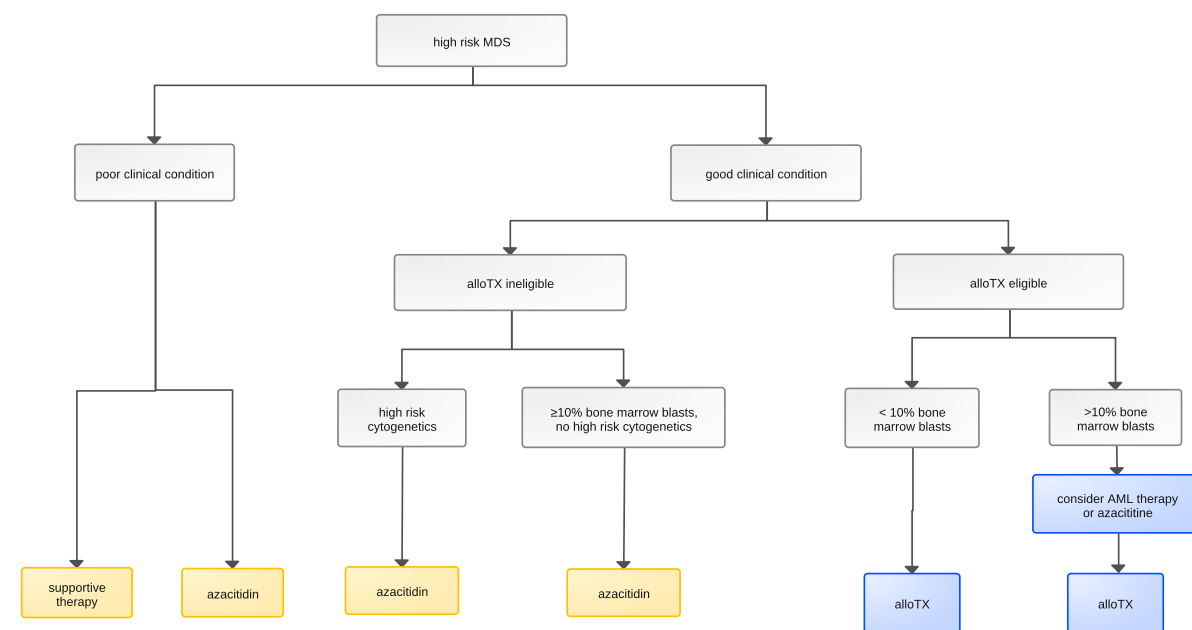 high risk MDS
poor clinical condition
good clinical condition
alloTX ineligible
alloTX eligible
high risk
cytogenetics
≥10% bone marrow blasts,
no high risk cytogenetics
< 10% bone
marrow blasts
>10% bone
marrow blasts
consider AML therapy
or azacititine
supportive
therapy
azacitidin
azacitidin
azacitidin
alloTX
alloTX